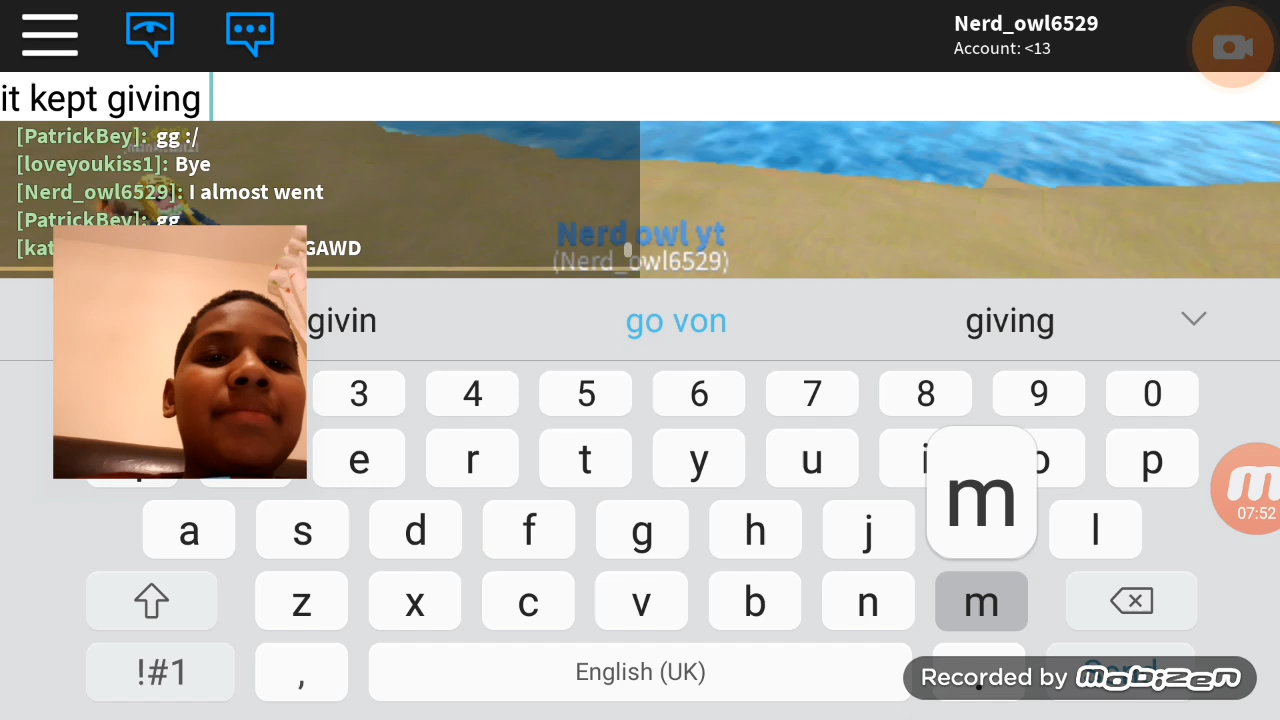 Nerd_owl6529
Account: <13
it kept giving
[PatrickBey]: gg :/
[loveyoukiss1]: Bye
[Nerd_owl6529]: I almost went
[PatrickBey]: gg
[kat GAWD
Nerd owl yt
(Nerd_owl6529)
givin go von giving
3 4 5 6 7 8 9 0
e r t y u i o p
m
07:52
a s d f g h j l
z x c v b n m
!#1 , English (UK) . Send
Recorded by mobizen